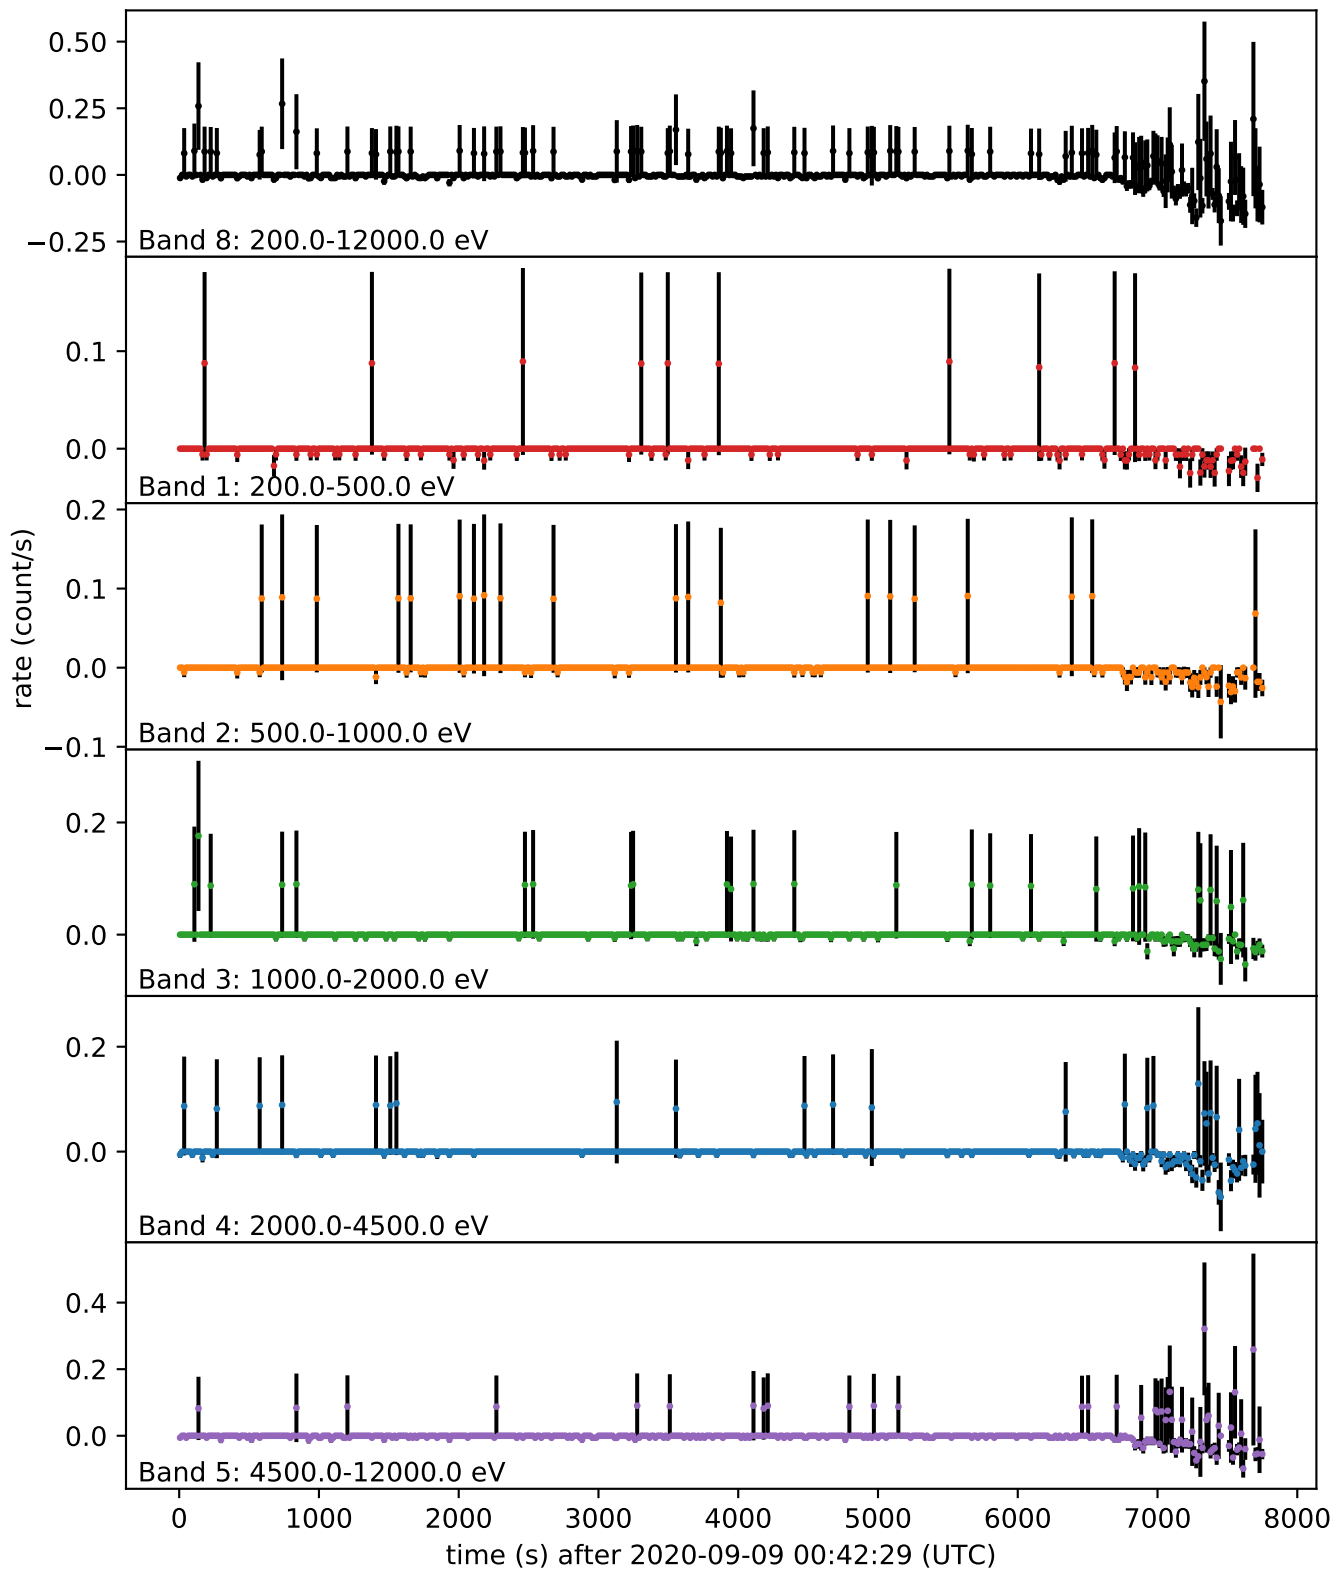 0.50
0.25
0.00
−0.25
Band 8: 200.0-12000.0 eV
0.1
0.0
Band 1: 200.0-500.0 eV
0.2
0.1
0.0
−0.1
Band 2: 500.0-1000.0 eV
rate (count/s)
0.2
0.0
Band 3: 1000.0-2000.0 eV
0.2
0.0
Band 4: 2000.0-4500.0 eV
0.4
0.2
0.0
Band 5: 4500.0-12000.0 eV
0 1000 2000 3000 4000 5000 6000 7000 8000
time (s) after 2020-09-09 00:42:29 (UTC)